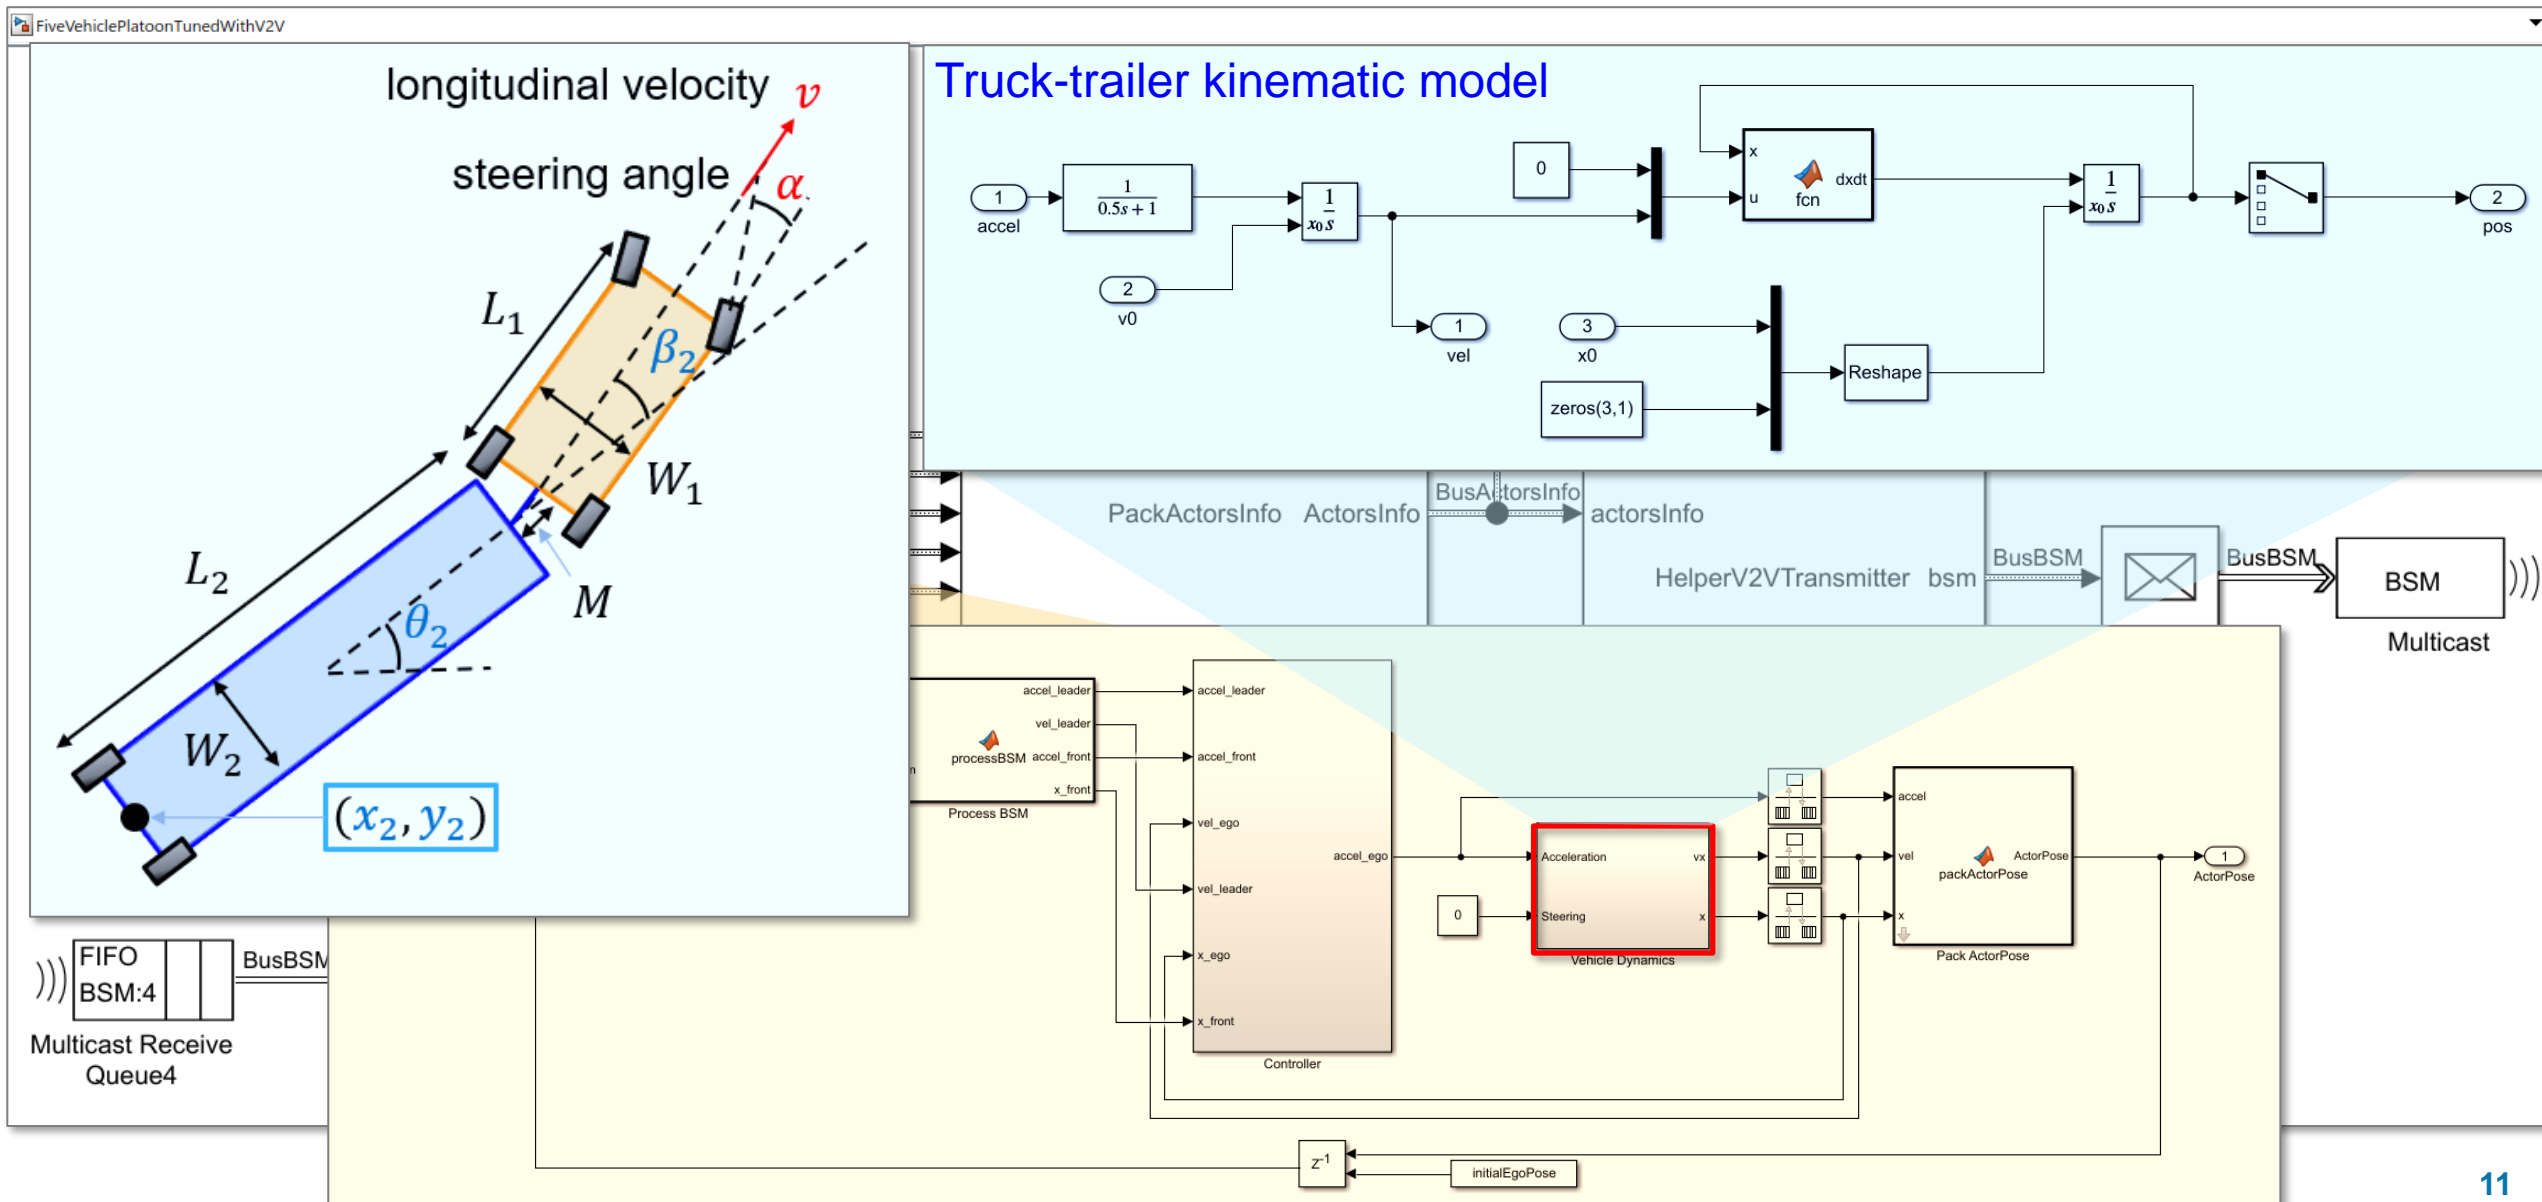 FiveVehiclePlatoonTunedWithV2V
longitudinal velocity v
steering angle α
L1
β2
W1
L2
M
θ2
W2
(x2, y2)
Truck-trailer kinematic model
1
accel
1
0.5s + 1
2
v0
1
x0 s
1
vel
0
x
u
fcn
dxdt
3
x0
zeros(3,1)
Reshape
1
x0 s
2
pos
PackActorsInfo ActorsInfo
BusActorsInfo
actorsInfo
HelperV2VTransmitter bsm
BusBSM
BusBSM
BSM
Multicast
accel_leader
vel_leader
processBSM accel_front
x_front
Process BSM
accel_leader
accel_front
vel_ego
accel_ego
vel_leader
x_ego
x_front
Controller
0
Acceleration vx
Steering x
Vehicle Dynamics
accel
vel ActorPose
packActorPose
x
Pack ActorPose
1
ActorPose
FIFO
BSM:4
BusBSM
Multicast Receive
Queue4
z-1
initialEgoPose
11